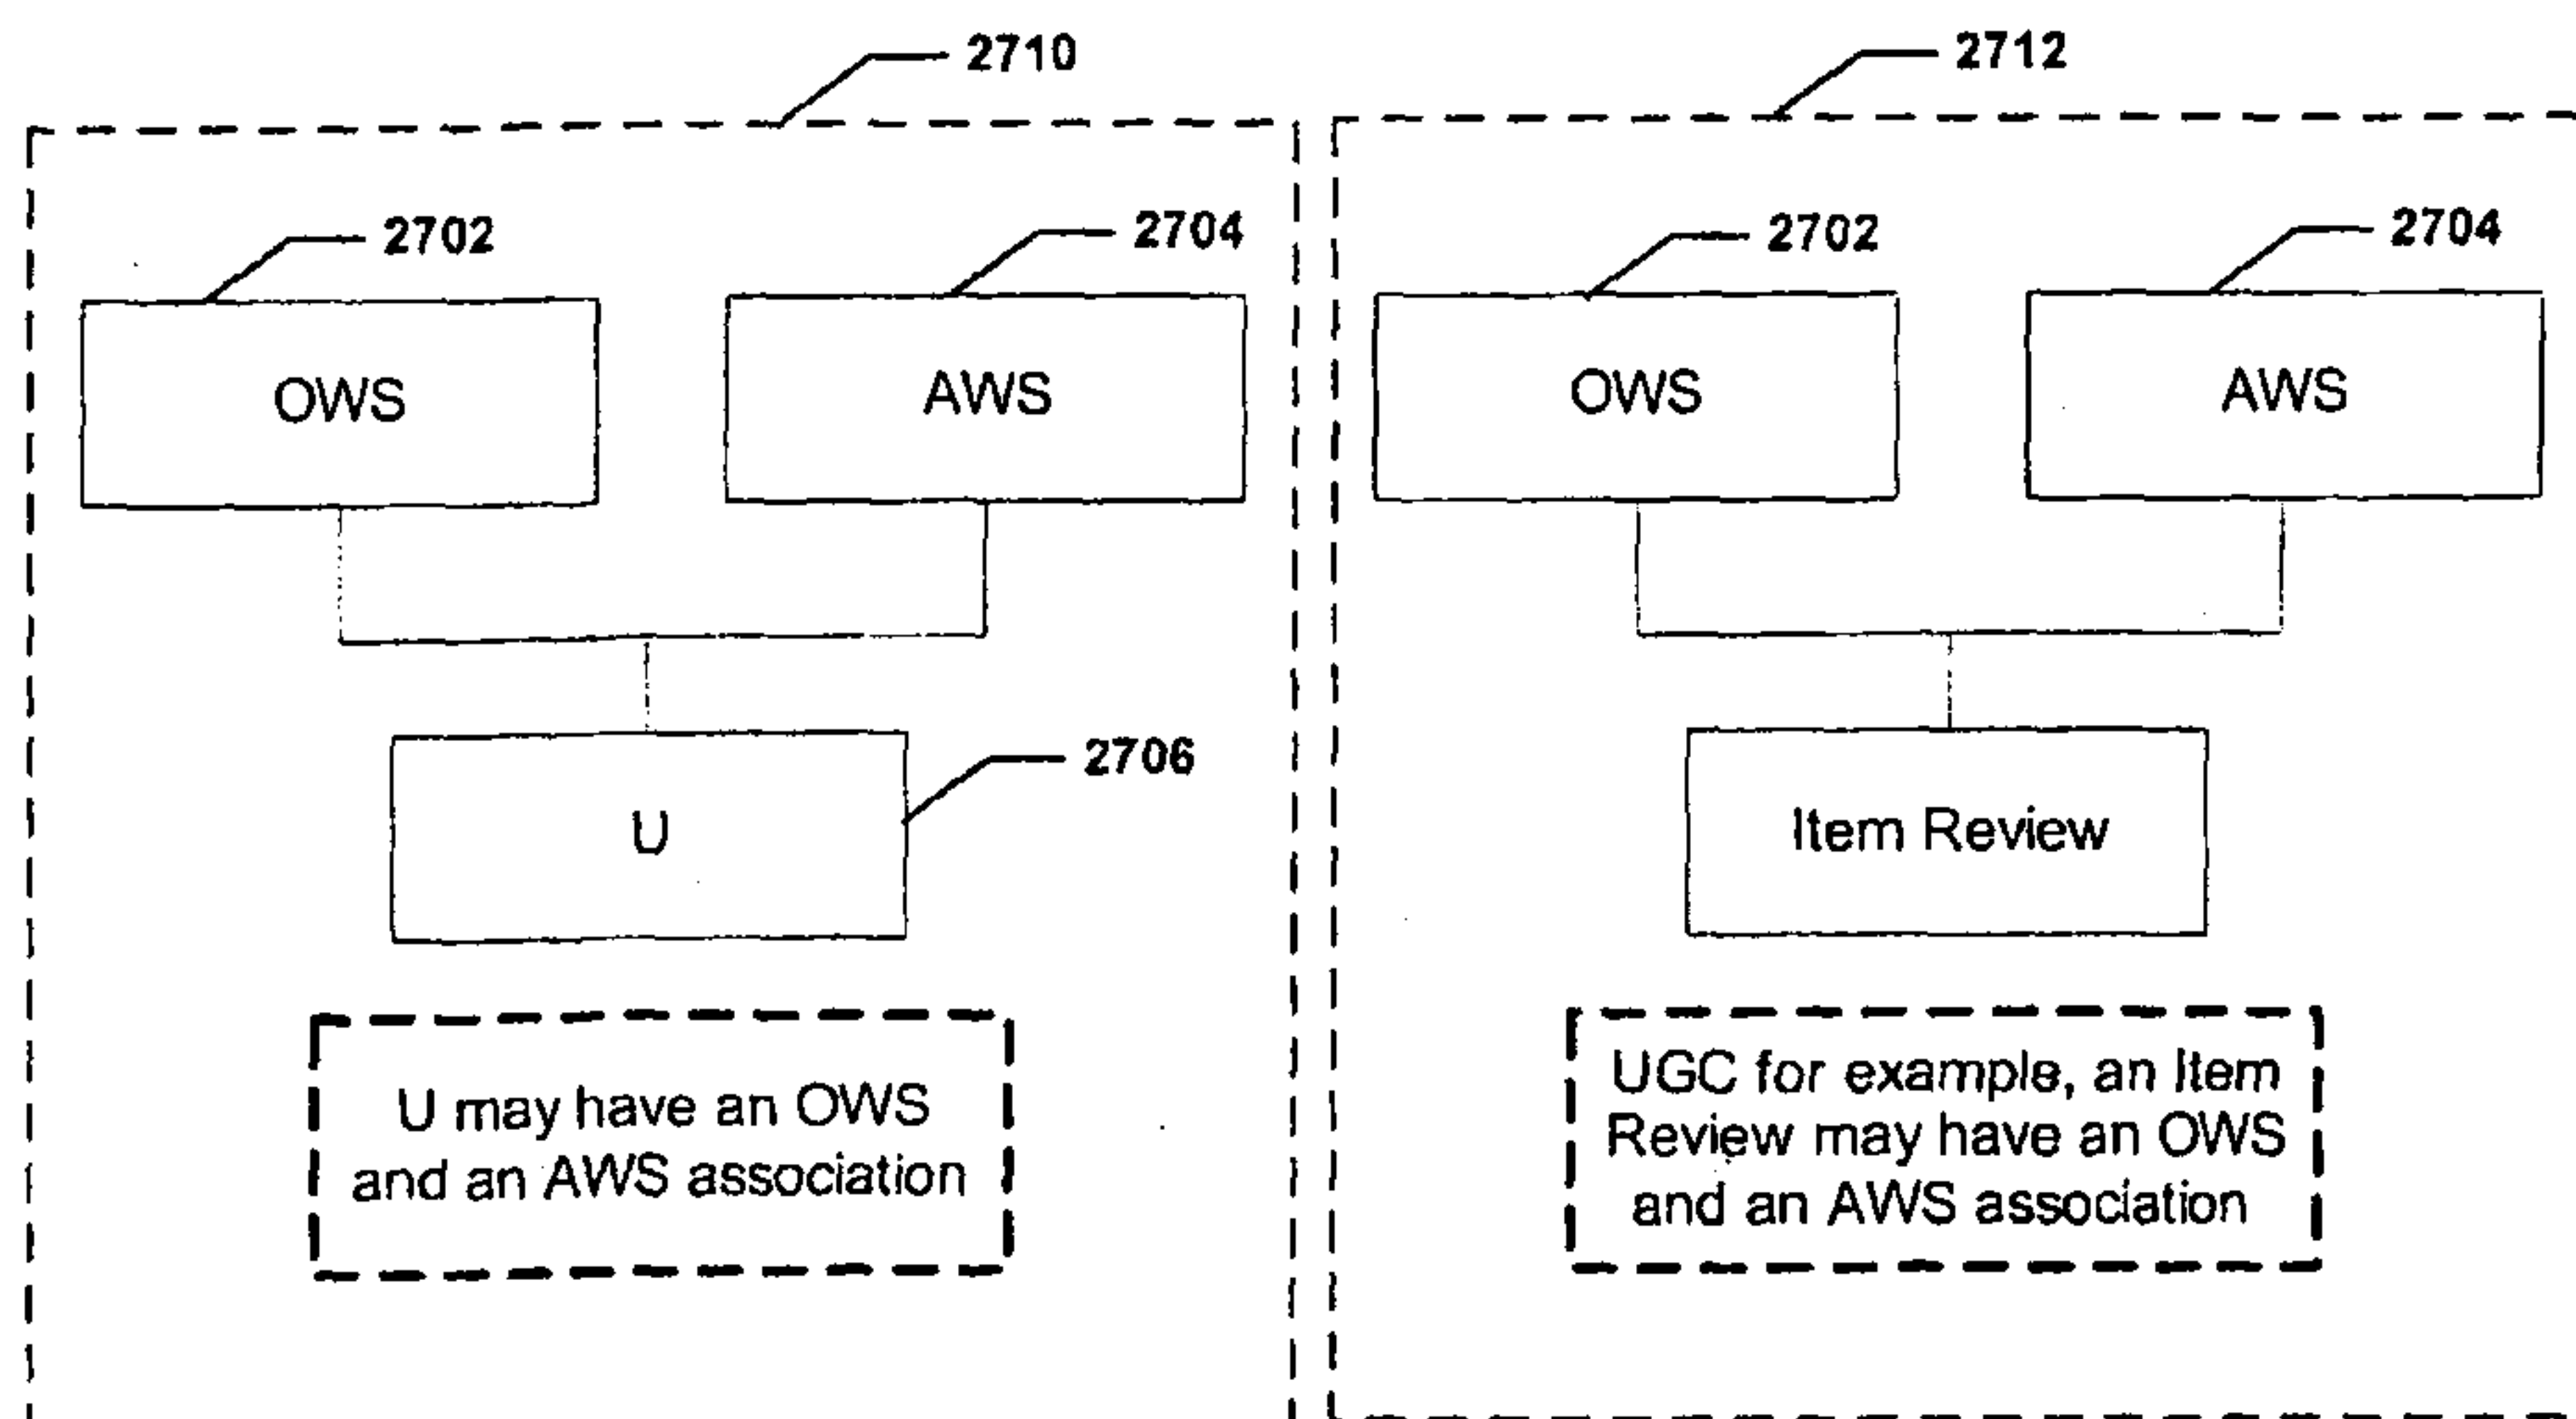 2710
2702
2704
OWS
AWS
2706
U
U may have an OWS
and an AWS association
2712
2702
2704
OWS
AWS
Item Review
UGC for example, an Item
Review may have an OWS
and an AWS association